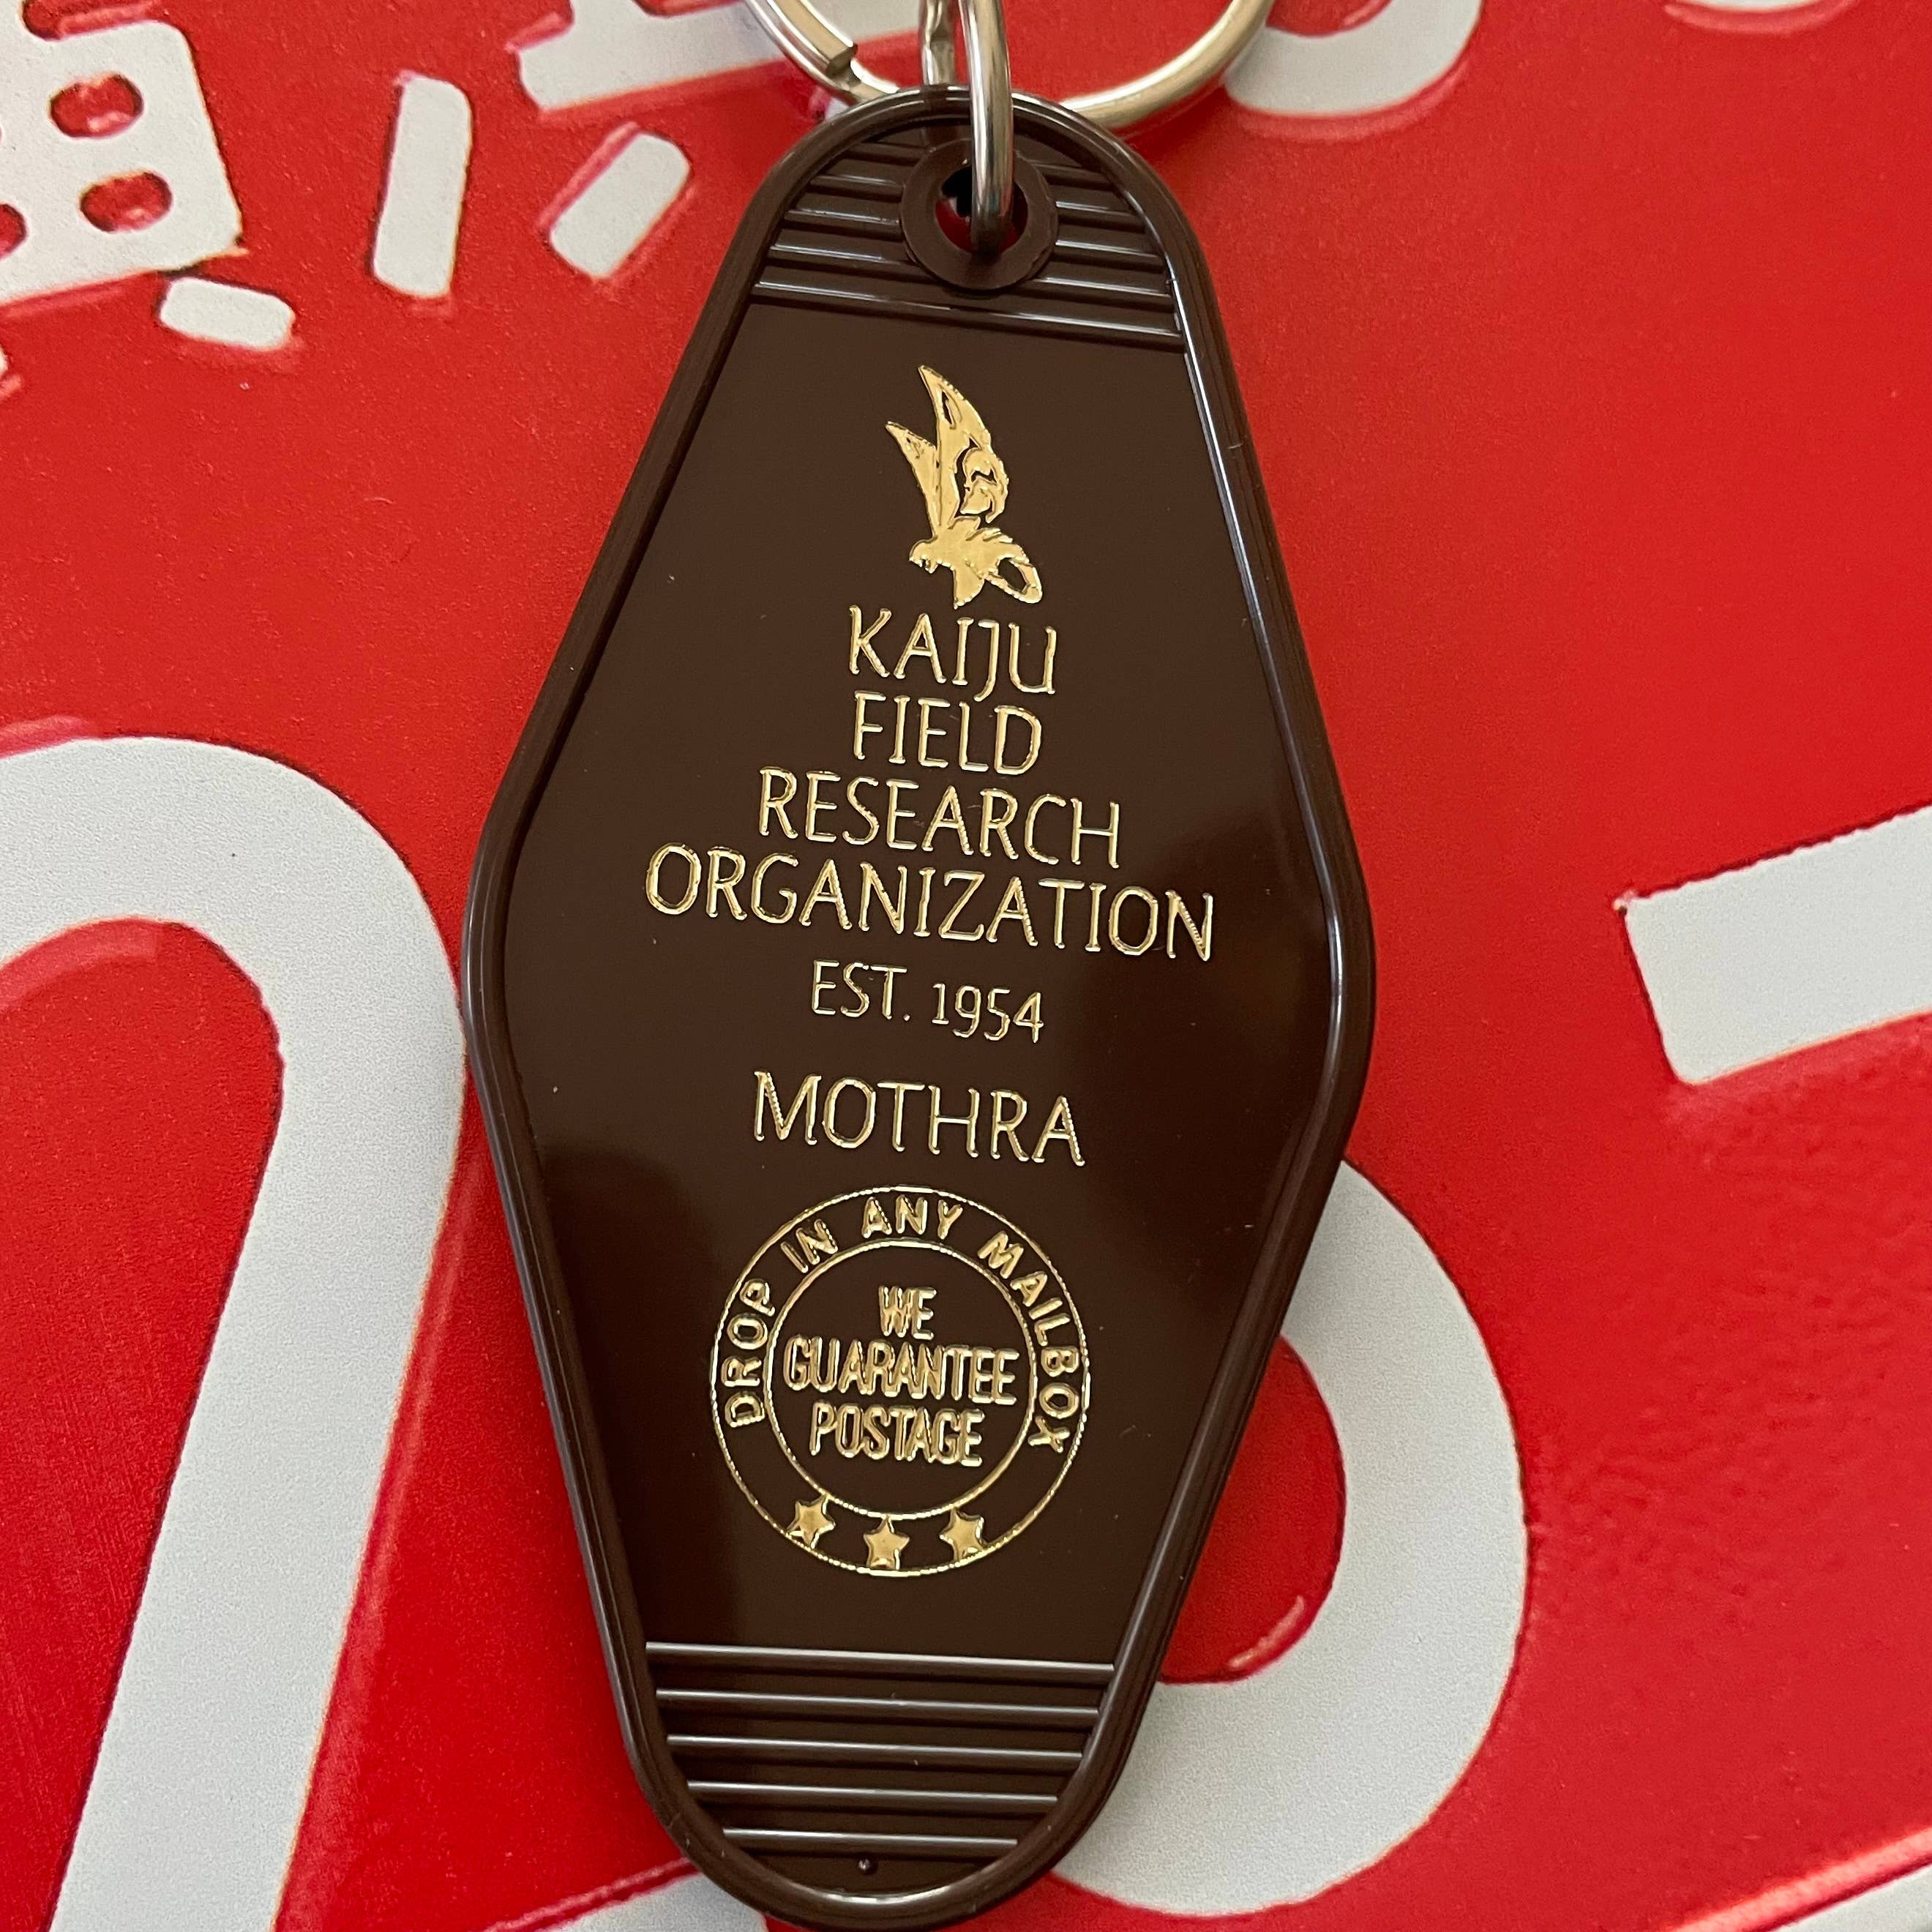 KAIJU
FIELD
RESEARCH
ORGANIZATION
EST. 1954
MOTHRA
DROP IN ANY MAILBOX
WE
GUARANTEE
POSTAGE